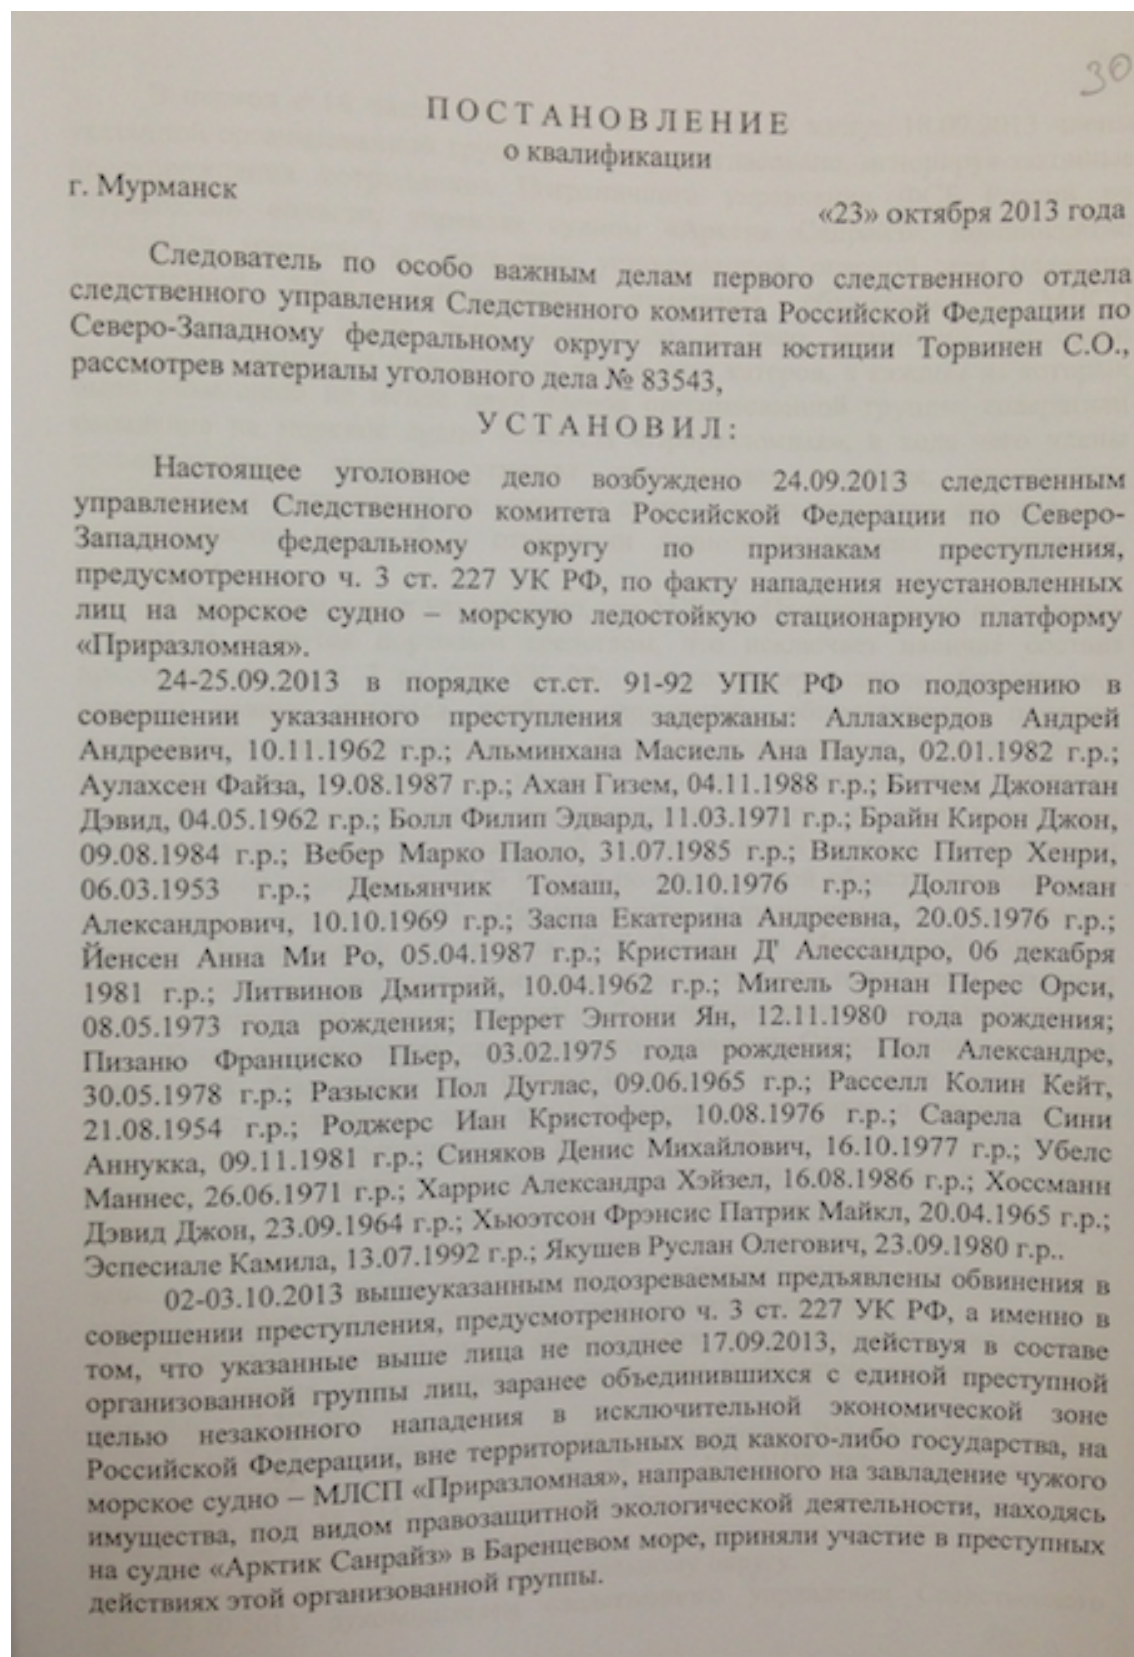 30
ПОСТАНОВЛЕНИЕ
о квалификации
г. Мурманск
«23» октября 2013 года
Следователь по особо важным делам первого следственного отдела
следственного управления Следственного комитета Российской Федерации по
Северо-Западному федеральному округу капитан юстиции Торвинен С.О.,
рассмотрев материалы уголовного дела № 83543,
УСТАНОВИЛ:
Настоящее уголовное дело возбуждено 24.09.2013 следственным
управлением Следственного комитета Российской Федерации по Северо-
Западному федеральному округу по признакам преступления,
предусмотренного ч. 3 ст. 227 УК РФ, по факту нападения неустановленных
лиц на морское судно – морскую ледостойкую стационарную платформу
«Приразломная».
24-25.09.2013 в порядке ст.ст. 91-92 УПК РФ по подозрению в
совершении указанного преступления задержаны: Аллахвердов Андрей
Андреевич, 10.11.1962 г.р.; Альминхана Масиель Ана Паула, 02.01.1982 г.р.;
Аулахсен Файза, 19.08.1987 г.р.; Ахан Гизем, 04.11.1988 г.р.; Битчем Джонатан
Дэвид, 04.05.1962 г.р.; Болл Филип Эдвард, 11.03.1971 г.р.; Брайн Кирон Джон,
09.08.1984 г.р.; Вебер Марко Паоло, 31.07.1985 г.р.; Вилкокс Питер Хенри,
06.03.1953 г.р.; Демьянчик Томаш, 20.10.1976 г.р.; Долгов Роман
Александрович, 10.10.1969 г.р.; Заспа Екатерина Андреевна, 20.05.1976 г.р.;
Йенсен Анна Ми Ро, 05.04.1987 г.р.; Кристиан Д' Алессандро, 06 декабря
1981 г.р.; Литвинов Дмитрий, 10.04.1962 г.р.; Мигель Эрнан Перес Орси,
08.05.1973 года рождения; Перрет Энтони Ян, 12.11.1980 года рождения;
Пизаню Франциско Пьер, 03.02.1975 года рождения; Пол Александре,
30.05.1978 г.р.; Разыски Пол Дуглас, 09.06.1965 г.р.; Расселл Колин Кейт,
21.08.1954 г.р.; Роджерс Иан Кристофер, 10.08.1976 г.р.; Саарела Сини
Аннукка, 09.11.1981 г.р.; Синяков Денис Михайлович, 16.10.1977 г.р.; Убелс
Маннес, 26.06.1971 г.р.; Харрис Александра Хэйзел, 16.08.1986 г.р.; Хоссманн
Дэвид Джон, 23.09.1964 г.р.; Хьюэтсон Фрэнсис Патрик Майкл, 20.04.1965 г.р.;
Эспесиале Камила, 13.07.1992 г.р.; Якушев Руслан Олегович, 23.09.1980 г.р..
02-03.10.2013 вышеуказанным подозреваемым предъявлены обвинения в
совершении преступления, предусмотренного ч. 3 ст. 227 УК РФ, а именно в
том, что указанные выше лица не позднее 17.09.2013, действуя в составе
организованной группы лиц, заранее объединившихся с единой преступной
целью незаконного нападения в исключительной экономической зоне
Российской Федерации, вне территориальных вод какого-либо государства, на
морское судно – МЛСП «Приразломная», направленного на завладение чужого
имущества, под видом правозащитной экологической деятельности, находясь
на судне «Арктик Санрайз» в Баренцевом море, приняли участие в преступных
действиях этой организованной группы.